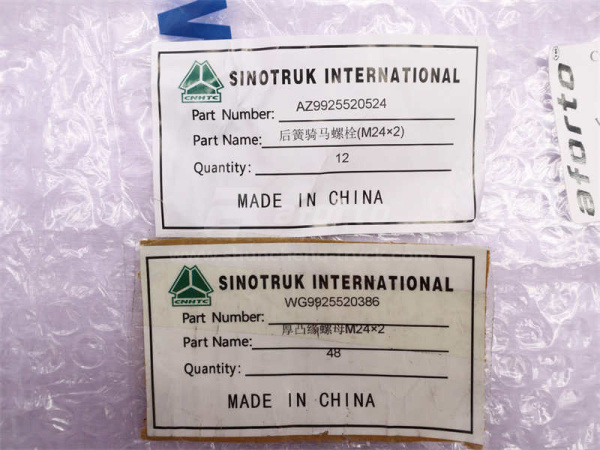 SINOTRUK INTERNATIONAL
CNHTC
Part Number: AZ9925520524
Part Name: 后簧骑马螺栓(M24×2)
Quantity: 12
MADE IN CHINA
aforto
SINOTRUK INTERNATIONAL
CNHTC
WG9925520386
Part Number:
厚凸缘螺母M24×2
Part Name:
48
Quantity:
MADE IN CHINA